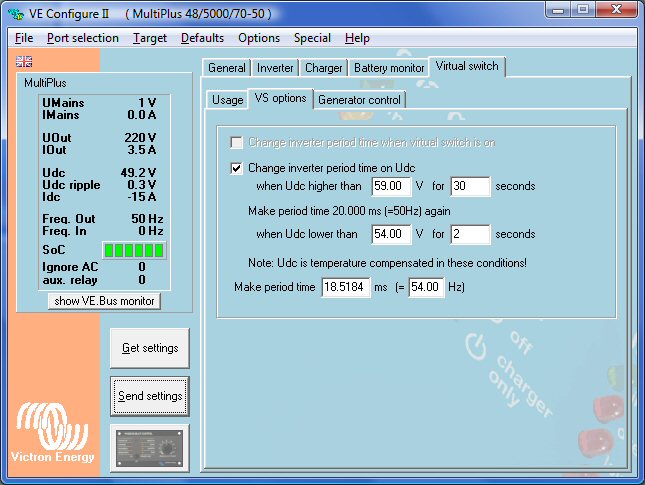 VE Configure II ( MultiPlus 48/5000/70-50 )
File Port selection Target Defaults Options Special Help
MultiPlus
UMains 1 V
IMains 0.0 A
UOut 220 V
IOut 3.5 A
Udc 49.2 V
Udc ripple 0.3 V
Idc -15 A
Freq. Out 50 Hz
Freq. In 0 Hz
SoC
Ignore AC 0
aux. relay 0
show VE.Bus monitor
Get settings
Send settings
Victron Energy
General Inverter Charger Battery monitor Virtual switch
Usage VS options Generator control
Change inverter period time when virtual switch is on
Change inverter period time on Udc
when Udc higher than 59.00 V for 30 seconds
Make period time 20.000 ms (=50Hz) again
when Udc lower than 54.00 V for 2 seconds
Note: Udc is temperature compensated in these conditions!
Make period time 18.5184 ms (= 54.00 Hz)
off
charger
only